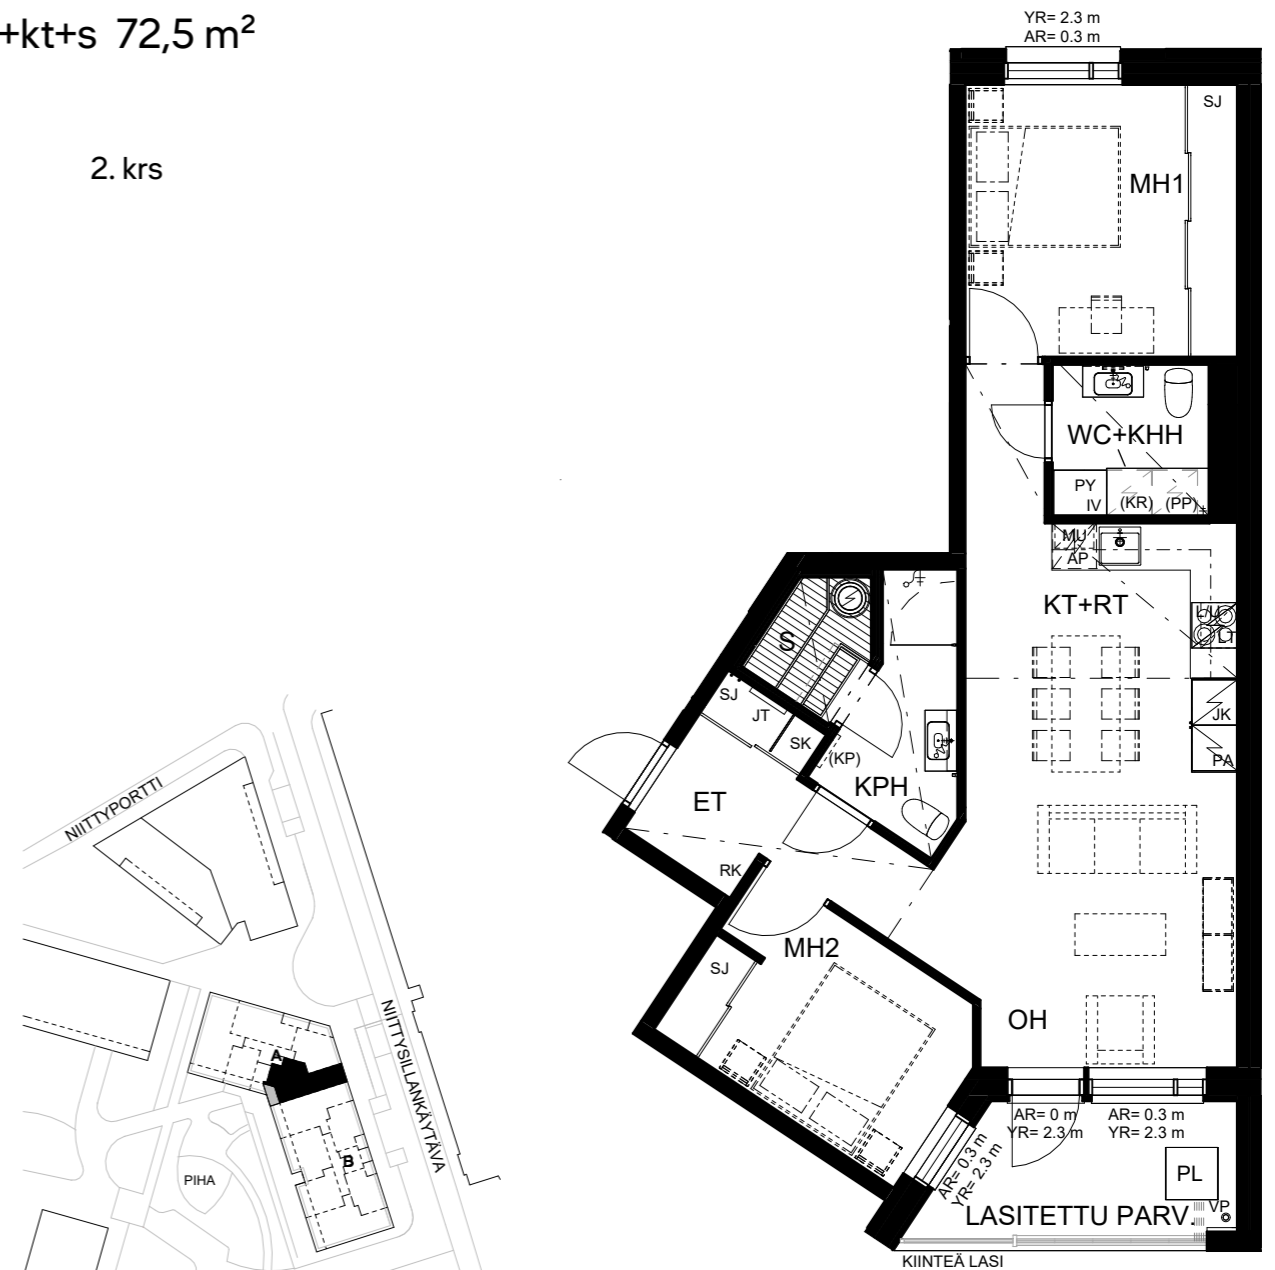 +kt+s 72,5 m²
2. krs
YR= 2.3 m
AR= 0.3 m
SJ
MH1
WC+KHH
PY
IV
(KR)
(PP)
MU
AP
KT+RT
LT
JK
PA
S
SJ
JT
SK
(KP)
KPH
ET
RK
MH2
SJ
OH
AR= 0 m
YR= 2.3 m
AR= 0.3 m
YR= 2.3 m
AR= 0.3 m
YR= 2.3 m
PL
VP
LASITETTU PARV.
KIINTEÄ LASI
NIITTYPORTTI
NIITTYSILLANKÄYTÄVÄ
A
B
PIHA